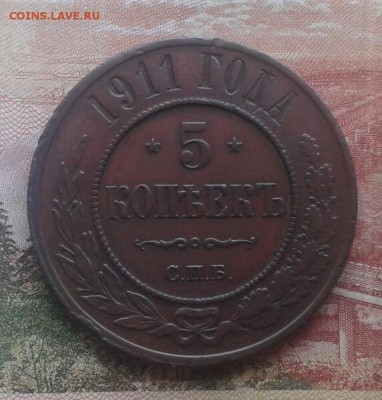 COINS.LAVE.RU
1911 ГОДА
5
КОПѢЕКЪ
С.П.Б.